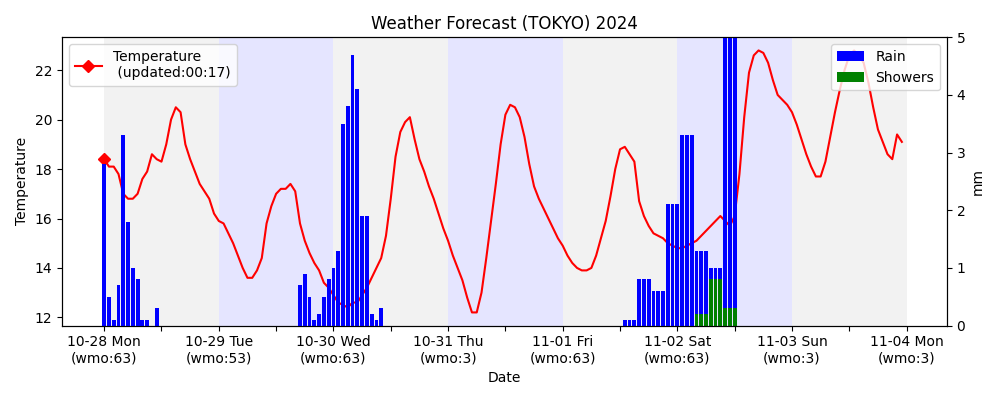 Weather Forecast (TOKYO) 2024
Temperature
(updated:00:17)
Rain
Showers
22
20
18
16
14
12
Temperature
5
4
3
2
1
0
mm
10-28 Mon
(wmo:63)
10-29 Tue
(wmo:53)
10-30 Wed
(wmo:63)
10-31 Thu
(wmo:3)
11-01 Fri
(wmo:63)
11-02 Sat
(wmo:63)
11-03 Sun
(wmo:3)
11-04 Mon
(wmo:3)
Date